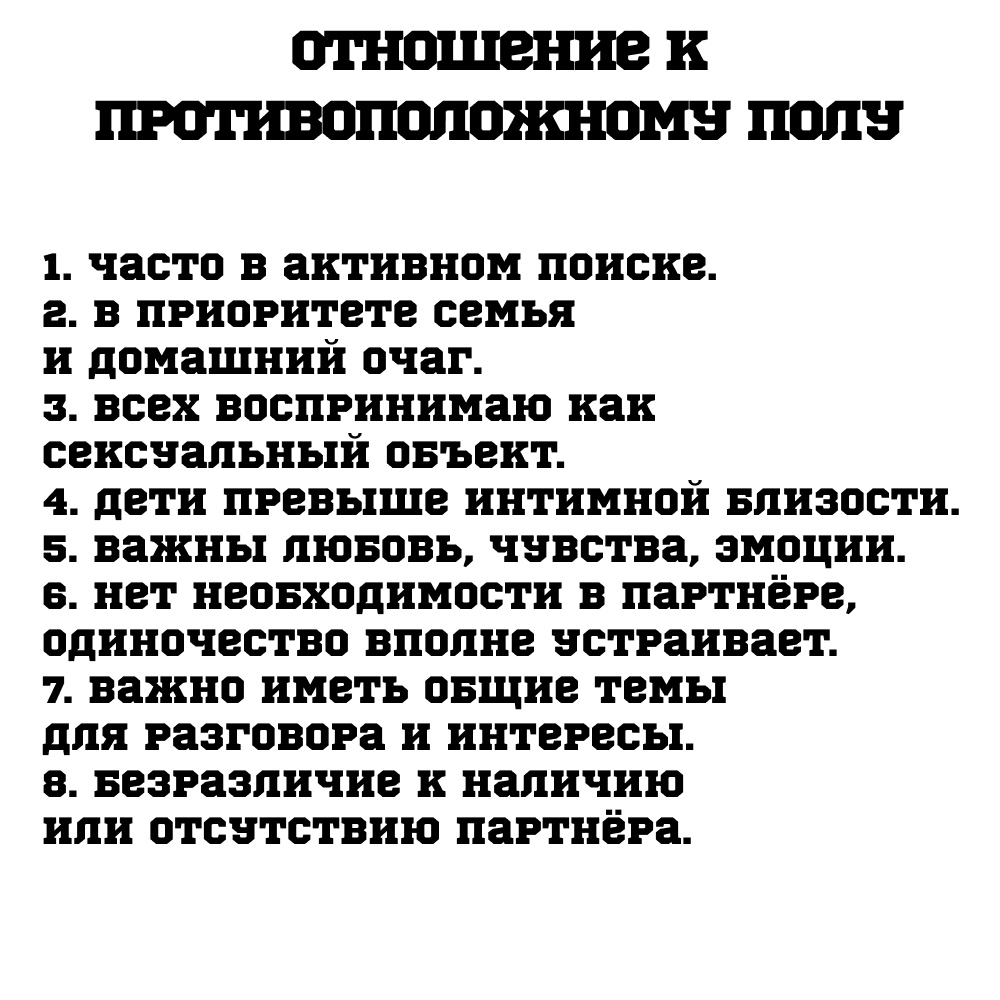 ОТНОШЕНИЕ К
ПРОТИВОПОЛОЖНОМУ ПОЛУ
1. ЧАСТО В АКТИВНОМ ПОИСКЕ.
2. В ПРИОРИТЕТЕ СЕМЬЯ
И ДОМАШНИЙ ОЧАГ.
3. ВСЕХ ВОСПРИНИМАЮ КАК
СЕКСУАЛЬНЫЙ ОБЪЕКТ.
4. ДЕТИ ПРЕВЫШЕ ИНТИМНОЙ БЛИЗОСТИ.
5. ВАЖНЫ ЛЮБОВЬ, ЧУВСТВА, ЭМОЦИИ.
6. НЕТ НЕОБХОДИМОСТИ В ПАРТНЁРЕ,
ОДИНОЧЕСТВО ВПОЛНЕ УСТРАИВАЕТ.
7. ВАЖНО ИМЕТЬ ОБЩИЕ ТЕМЫ
ДЛЯ РАЗГОВОРА И ИНТЕРЕСЫ.
8. БЕЗРАЗЛИЧИЕ К НАЛИЧИЮ
ИЛИ ОТСУТСТВИЮ ПАРТНЁРА.